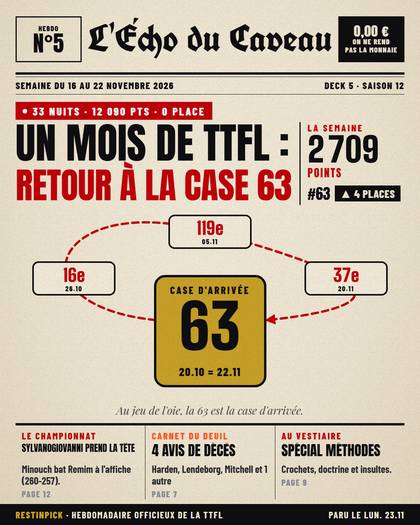 HEBDO
N°5
L'Écho du Caveau
0,00 €
ON NE REND
PAS LA MONNAIE
SEMAINE DU 16 AU 22 NOVEMBRE 2026
DECK 5 · SAISON 12
• 33 NUITS · 12 090 PTS · 0 PLACE
UN MOIS DE TTFL :
RETOUR À LA CASE 63
LA SEMAINE
2709
POINTS
#63 ▲ 4 PLACES
119e
05.11
16e
26.10
37e
20.11
CASE D'ARRIVÉE
63
20.10 = 22.11
Au jeu de l'oie, la 63 est la case d'arrivée.
LE CHAMPIONNAT
SYLVANOGIOVANNI PREND LA TÊTE
Minouch bat Remim à l'affiche
(260-257).
PAGE 12
CARNET DU DEUIL
4 AVIS DE DÉCÈS
Harden, Lendeborg, Mitchell et 1
autre
PAGE 7
AU VESTIAIRE
SPÉCIAL MÉTHODES
Crochets, doctrine et insultes.
PAGE 9
RESTINPICK · HEBDOMADAIRE OFFICIEUX DE LA TTFL
PARU LE LUN. 23.11